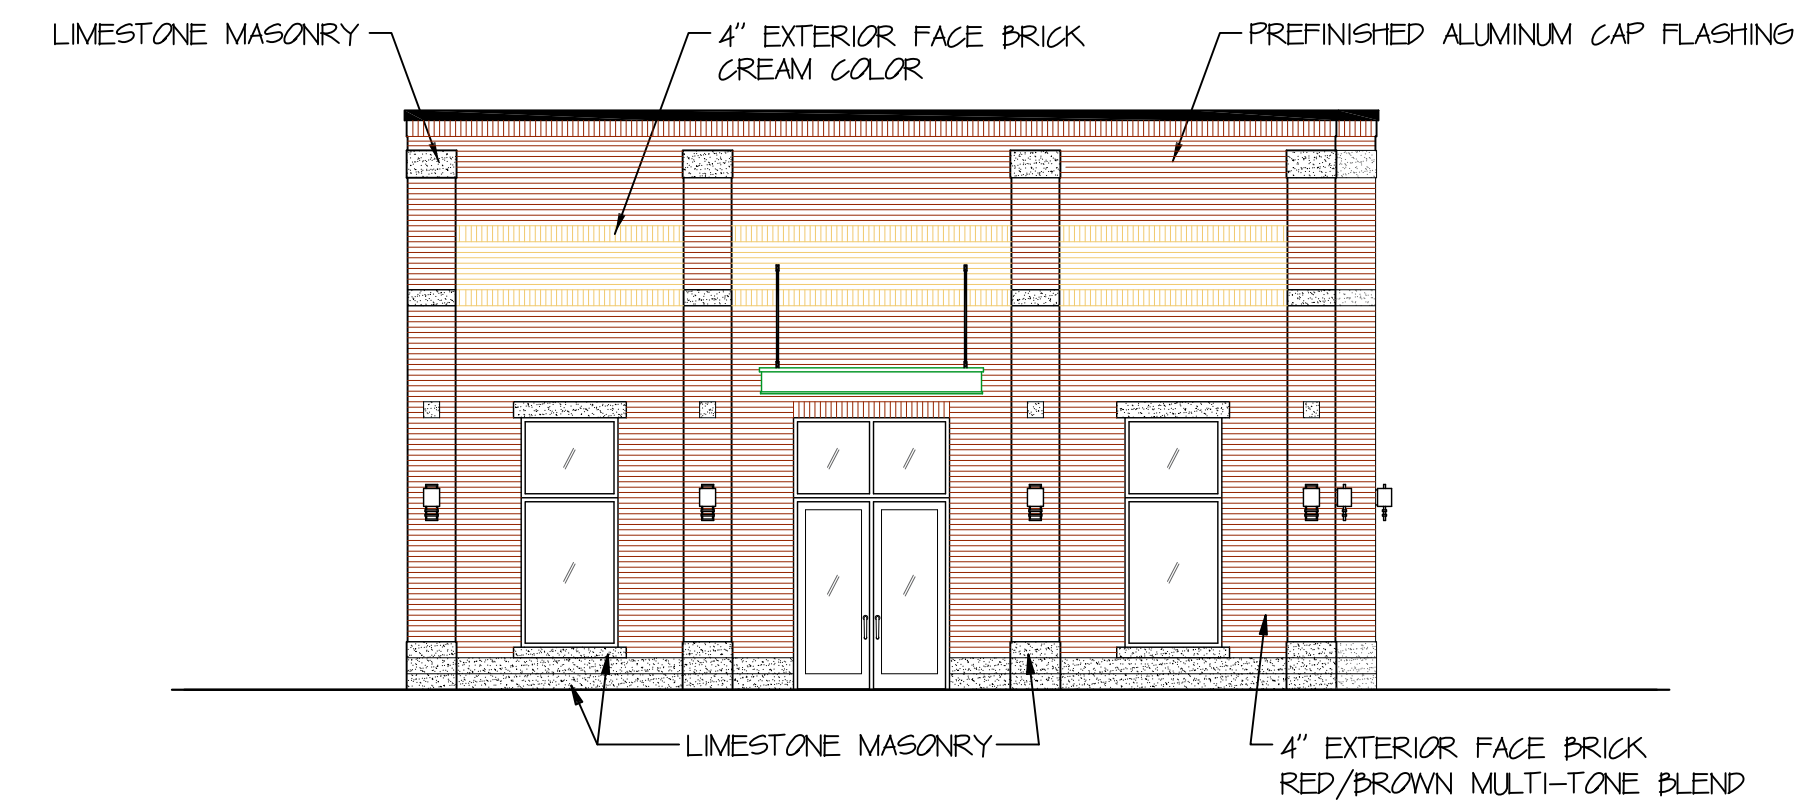 LIMESTONE MASONRY
4" EXTERIOR FACE BRICK
CREAM COLOR
PREFINISHED ALUMINUM CAP FLASHING
LIMESTONE MASONRY
4" EXTERIOR FACE BRICK
RED/BROWN MULTI-TONE BLEND